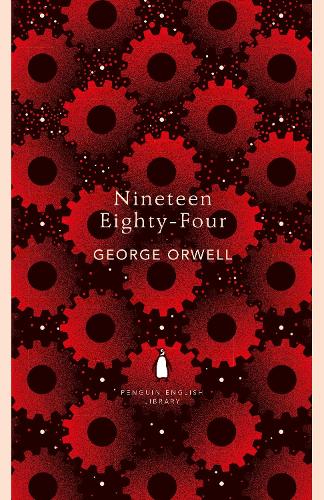 Nineteen
Eighty-Four
GEORGE ORWELL
PENGUIN ENGLISH
LIBRARY